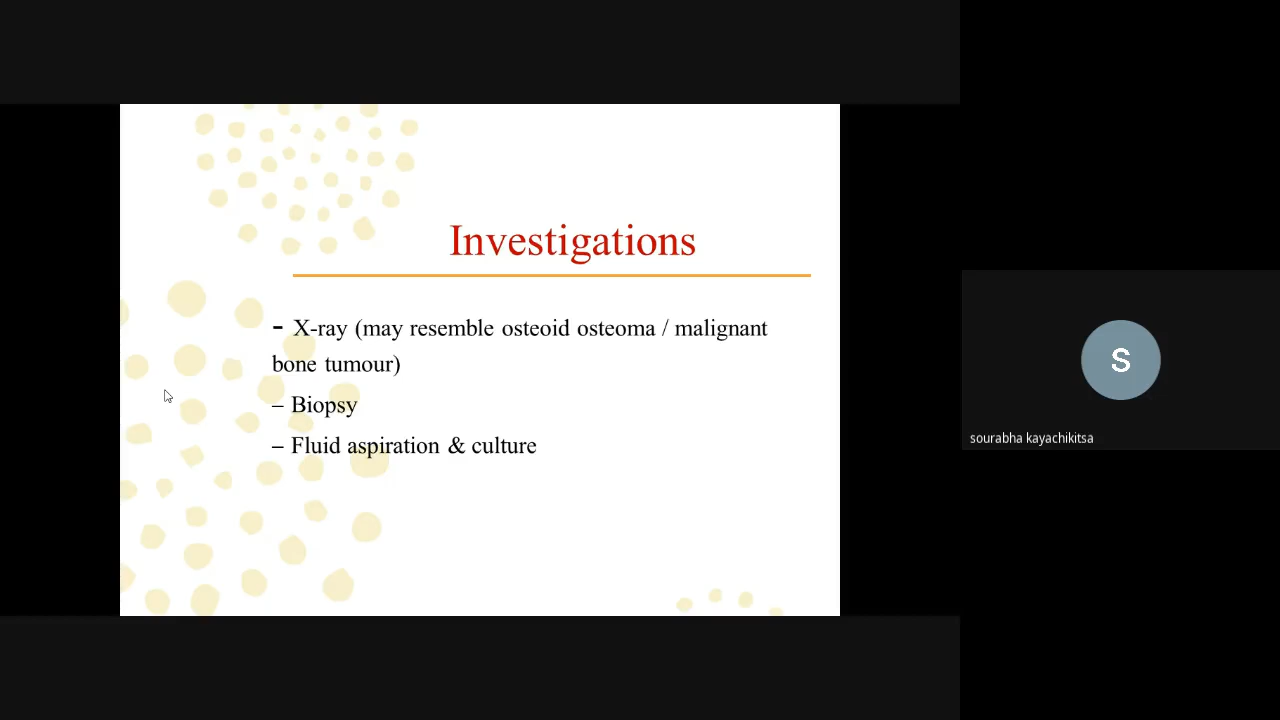 Investigations
- X-ray (may resemble osteoid osteoma / malignant
bone tumour)
– Biopsy
– Fluid aspiration & culture
S
sourabha kayachikitsa